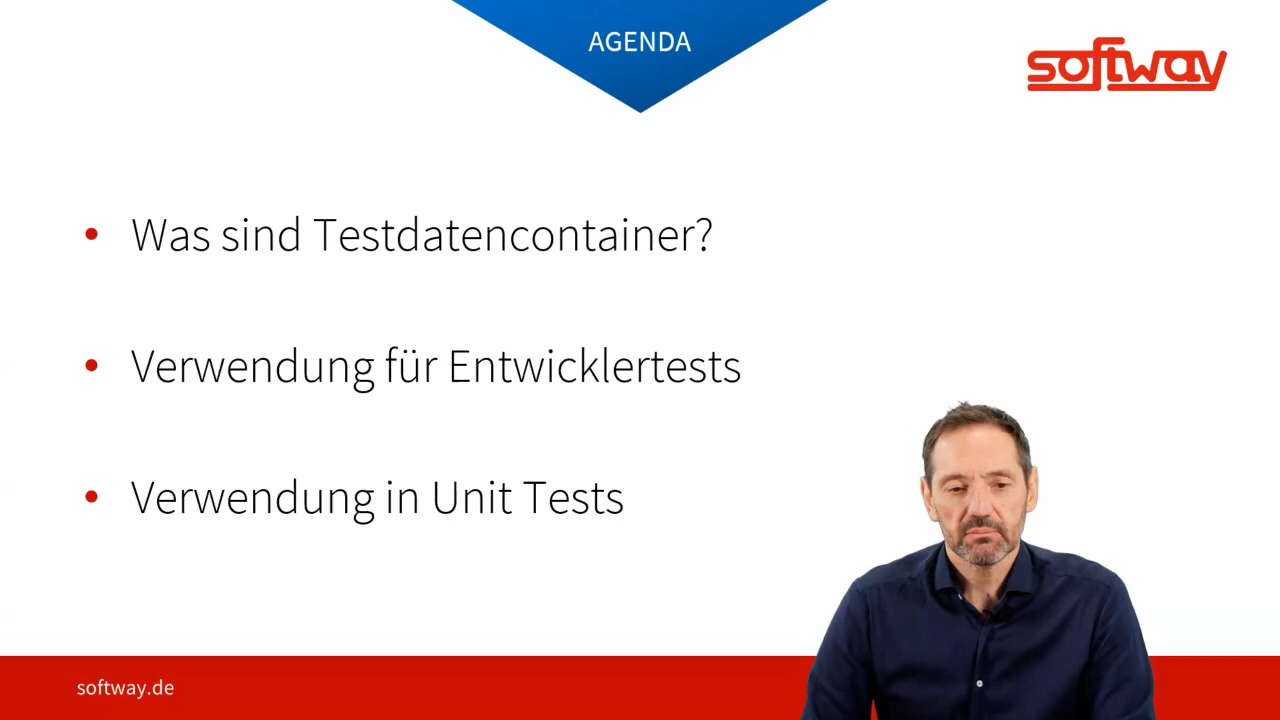 AGENDA
softway
• Was sind Testdatencontainer?
• Verwendung für Entwicklertests
• Verwendung in Unit Tests
softway.de